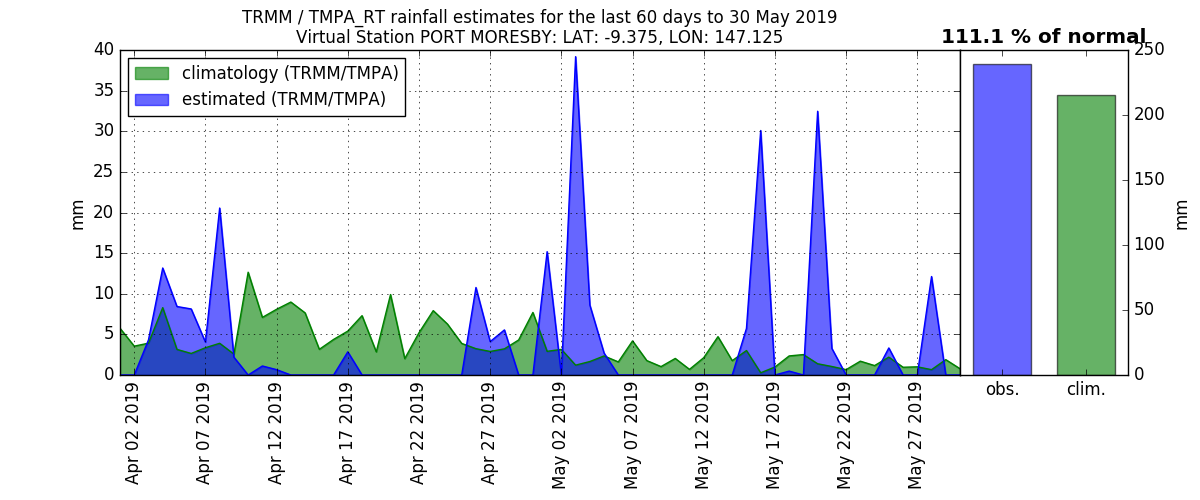 TRMM / TMPA_RT rainfall estimates for the last 60 days to 30 May 2019
Virtual Station PORT MORESBY: LAT: -9.375, LON: 147.125
111.1 % of normal
climatology (TRMM/TMPA)
estimated (TRMM/TMPA)
40
35
30
25
20
15
10
5
0
mm
Apr 02 2019
Apr 07 2019
Apr 12 2019
Apr 17 2019
Apr 22 2019
Apr 27 2019
May 02 2019
May 07 2019
May 12 2019
May 17 2019
May 22 2019
May 27 2019
obs.
clim.
250
200
150
100
50
0
mm